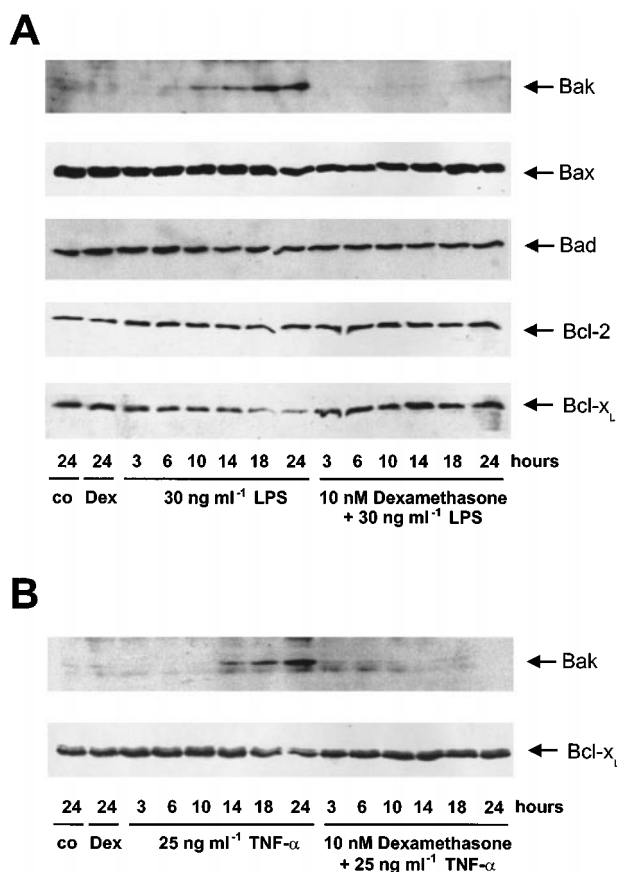 A
Bak
Bax
Bad
Bcl-2
Bcl-xL
24 24 3 6 10 14 18 24 3 6 10 14 18 24 hours
co Dex 30 ng ml-1 LPS 10 nM Dexamethasone
+ 30 ng ml-1 LPS
B
Bak
Bcl-xL
24 24 3 6 10 14 18 24 3 6 10 14 18 24 hours
co Dex 25 ng ml-1 TNF-α 10 nM Dexamethasone
+ 25 ng ml-1 TNF-α